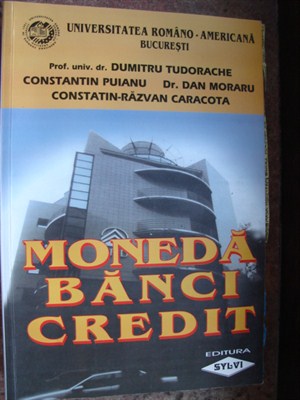 UNIVERSITATEA ROMÂNO - AMERICANĂ
BUCUREȘTI
Prof. univ. dr. DUMITRU TUDORACHE
CONSTANTIN PUIANU Dr. DAN MORARU
CONSTATIN-RĂZVAN CARACOTA
MONEDĂ
BĂNCI
CREDIT
EDITURA
SYLVI